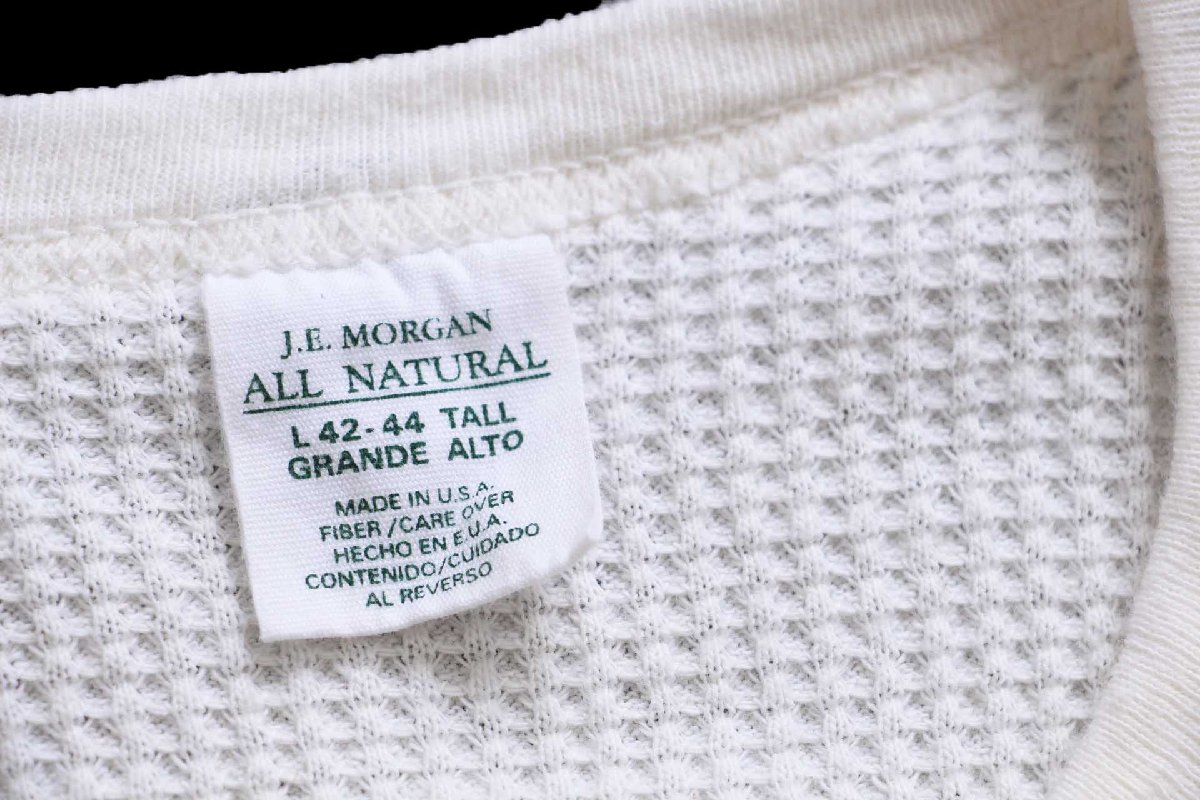 J.E. MORGAN
ALL NATURAL
L 42-44 TALL
GRANDE ALTO
MADE IN U.S.A.
FIBER/CARE OVER
HECHO EN E.U.A.
CONTENIDO/CUIDADO
AL REVERSO